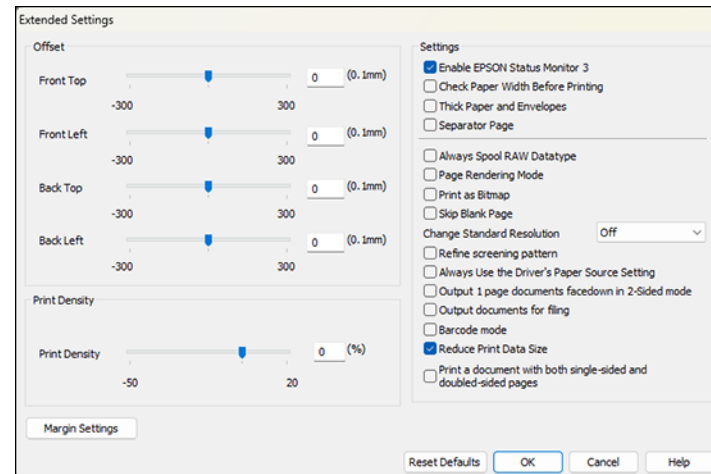 Extended Settings
Offset
Front Top
0 (0.1mm)
-300 300
Front Left
0 (0.1mm)
-300 300
Back Top
0 (0.1mm)
-300 300
Back Left
0 (0.1mm)
-300 300
Print Density
Print Density
0 (%)
-50 20
Margin Settings
Settings
Enable EPSON Status Monitor 3
Check Paper Width Before Printing
Thick Paper and Envelopes
Separator Page
Always Spool RAW Datatype
Page Rendering Mode
Print as Bitmap
Skip Blank Page
Change Standard Resolution Off
Refine screening pattern
Always Use the Driver's Paper Source Setting
Output 1 page documents facedown in 2-Sided mode
Output documents for filing
Barcode mode
Reduce Print Data Size
Print a document with both single-sided and
doubled-sided pages
Reset Defaults OK Cancel Help